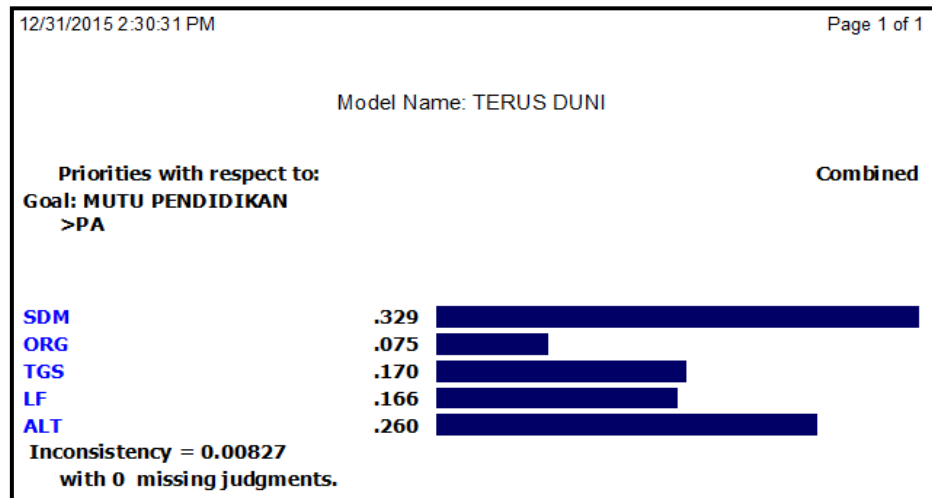 12/31/2015 2:30:31 PM Page 1 of 1
Model Name: TERUS DUNI
Priorities with respect to: Combined
Goal: MUTU PENDIDIKAN
>PA
SDM .329
ORG .075
TGS .170
LF .166
ALT .260
Inconsistency = 0.00827
with 0 missing judgments.